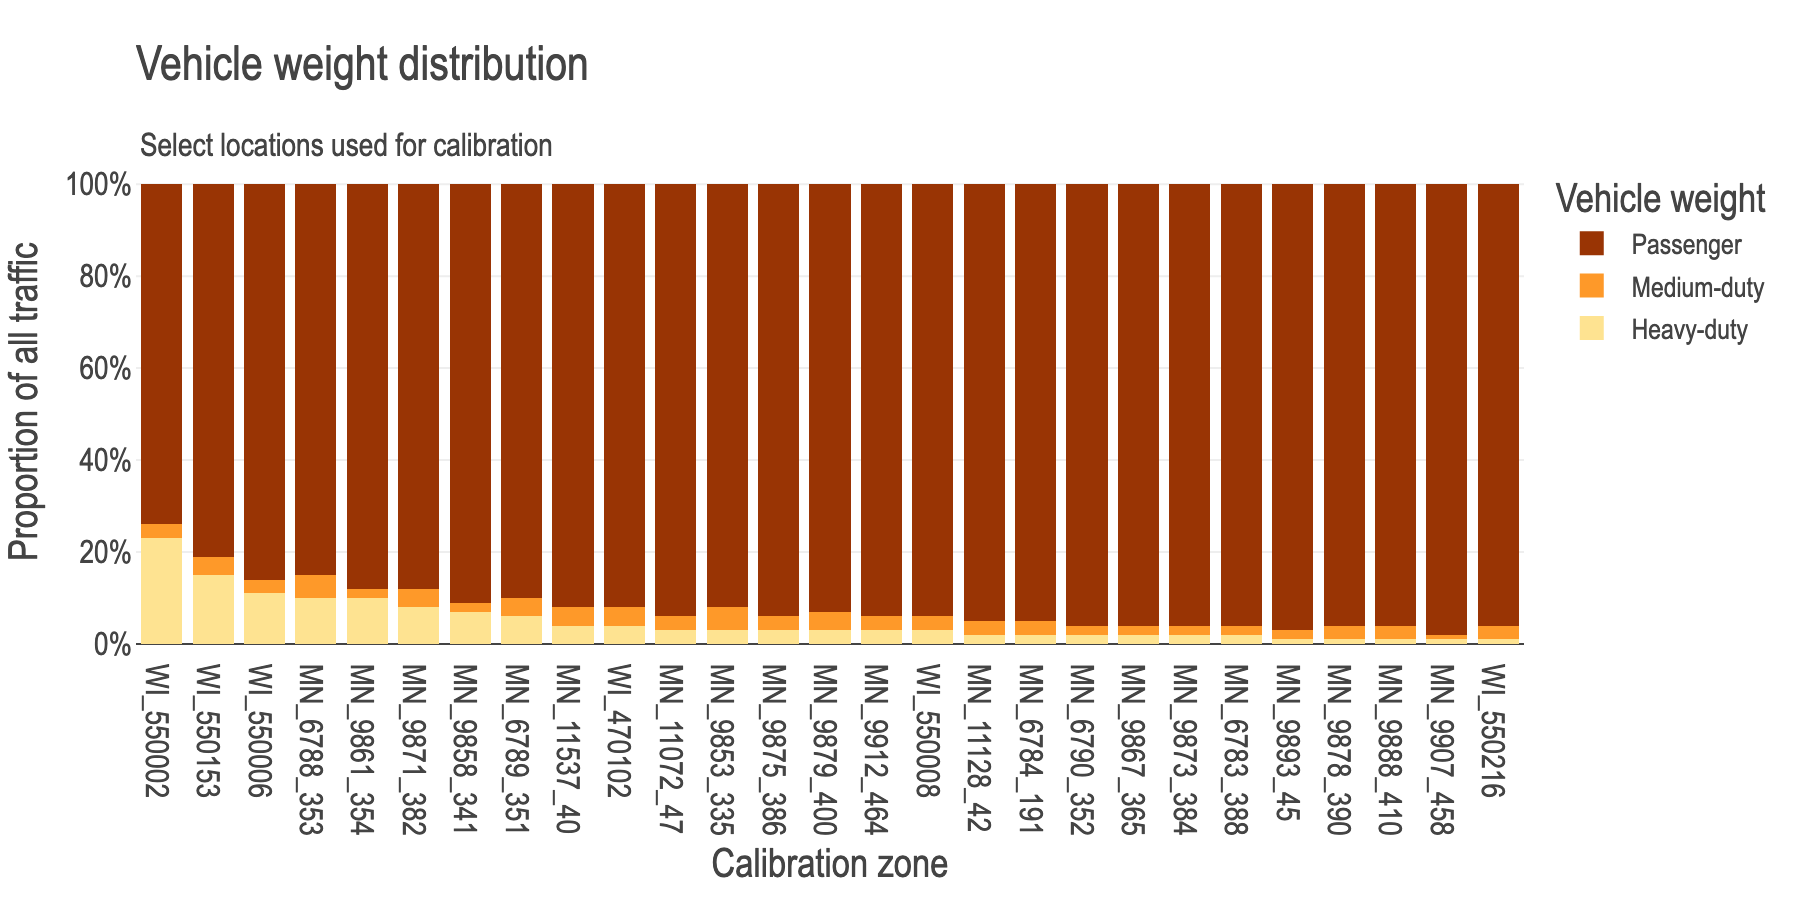 Vehicle weight distribution
Select locations used for calibration
Proportion of all traffic
100%
80%
60%
40%
20%
0%
WI_550002
WI_550153
WI_550006
MN_6788_353
MN_9861_354
MN_9871_382
MN_9858_341
MN_6789_351
MN_11537_40
WI_470102
MN_11072_47
MN_9853_335
MN_9875_386
MN_9879_400
MN_9912_464
WI_550008
MN_11128_42
MN_6784_191
MN_6790_352
MN_9867_365
MN_9873_384
MN_6783_388
MN_9893_45
MN_9878_390
MN_9888_410
MN_9907_458
WI_550216
Calibration zone
Vehicle weight
Passenger
Medium-duty
Heavy-duty